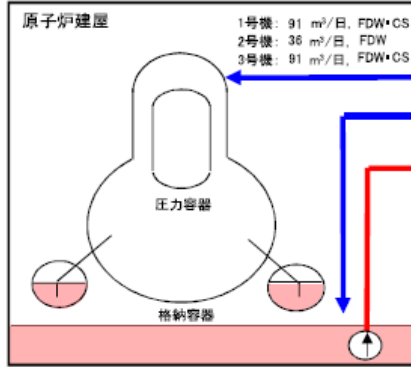 原子炉建屋
1号機: 91 m³/日, FDW・CS
2号機: 36 m³/日, FDW
3号機: 91 m³/日, FDW・CS
圧力容器
格納容器